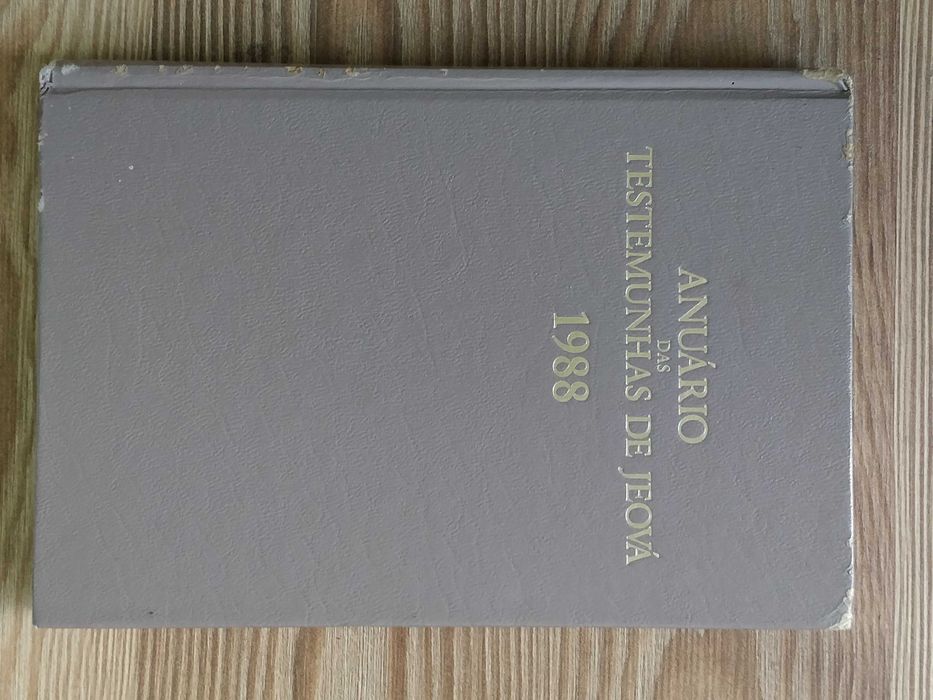 ANUÁRIO
DAS
TESTEMUNHAS DE JEOVÁ
1988